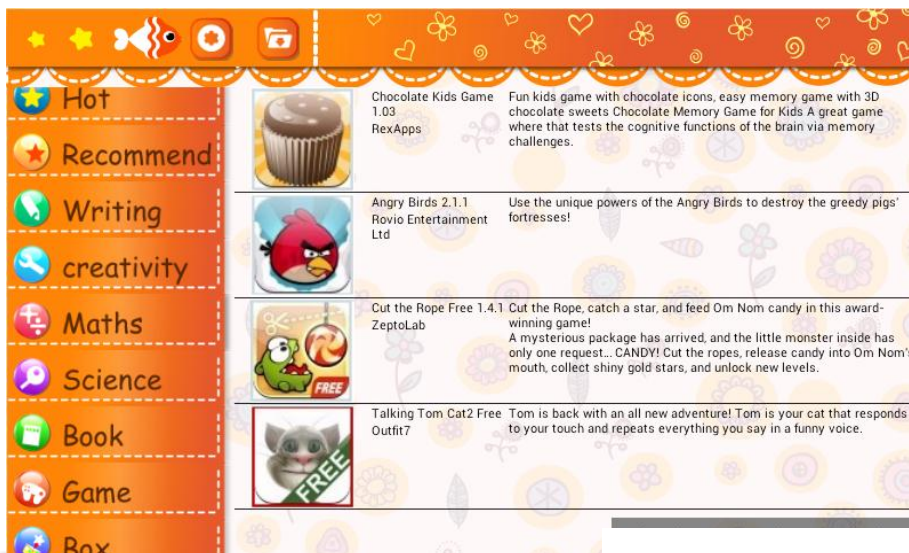 Hot
Recommend
Writing
creativity
Maths
Science
Book
Game
Box
Chocolate Kids Game
1.03
RexApps
Fun kids game with chocolate icons, easy memory game with 3D
chocolate sweets Chocolate Memory Game for Kids A great game
where that tests the cognitive functions of the brain via memory
challenges.
Angry Birds 2.1.1
Rovio Entertainment
Ltd
Use the unique powers of the Angry Birds to destroy the greedy pigs'
fortresses!
Cut the Rope Free 1.4.1
ZeptoLab
Cut the Rope, catch a star, and feed Om Nom candy in this award-
winning game!
A mysterious package has arrived, and the little monster inside has
only one request... CANDY! Cut the ropes, release candy into Om Nom's
mouth, collect shiny gold stars, and unlock new levels.
FREE
Talking Tom Cat2 Free
Outfit7
Tom is back with an all new adventure! Tom is your cat that responds
to your touch and repeats everything you say in a funny voice.
FREE